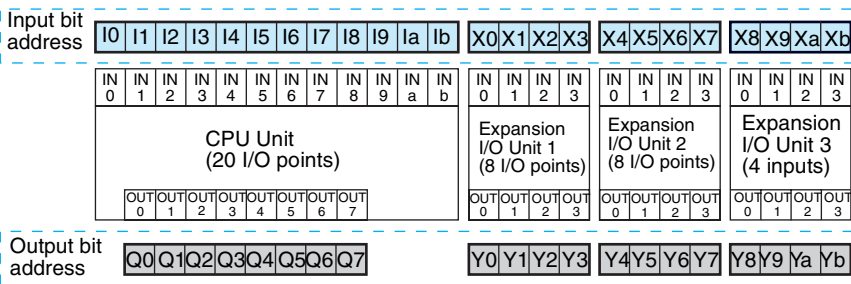 Input bit address I0 I1 I2 I3 I4 I5 I6 I7 I8 I9 Ia Ib X0 X1 X2 X3 X4 X5 X6 X7 X8 X9 Xa Xb
IN 0 IN 1 IN 2 IN 3 IN 4 IN 5 IN 6 IN 7 IN 8 IN 9 IN a IN b IN 0 IN 1 IN 2 IN 3 IN 0 IN 1 IN 2 IN 3 IN 0 IN 1 IN 2 IN 3
CPU Unit
(20 I/O points)
Expansion
I/O Unit 1
(8 I/O points)
Expansion
I/O Unit 2
(8 I/O points)
Expansion
I/O Unit 3
(4 inputs)
OUT 0 OUT 1 OUT 2 OUT 3 OUT 4 OUT 5 OUT 6 OUT 7 OUT 0 OUT 1 OUT 2 OUT 3 OUT 0 OUT 1 OUT 2 OUT 3 OUT 0 OUT 1 OUT 2 OUT 3
Output bit address Q0 Q1 Q2 Q3 Q4 Q5 Q6 Q7 Y0 Y1 Y2 Y3 Y4 Y5 Y6 Y7 Y8 Y9 Ya Yb